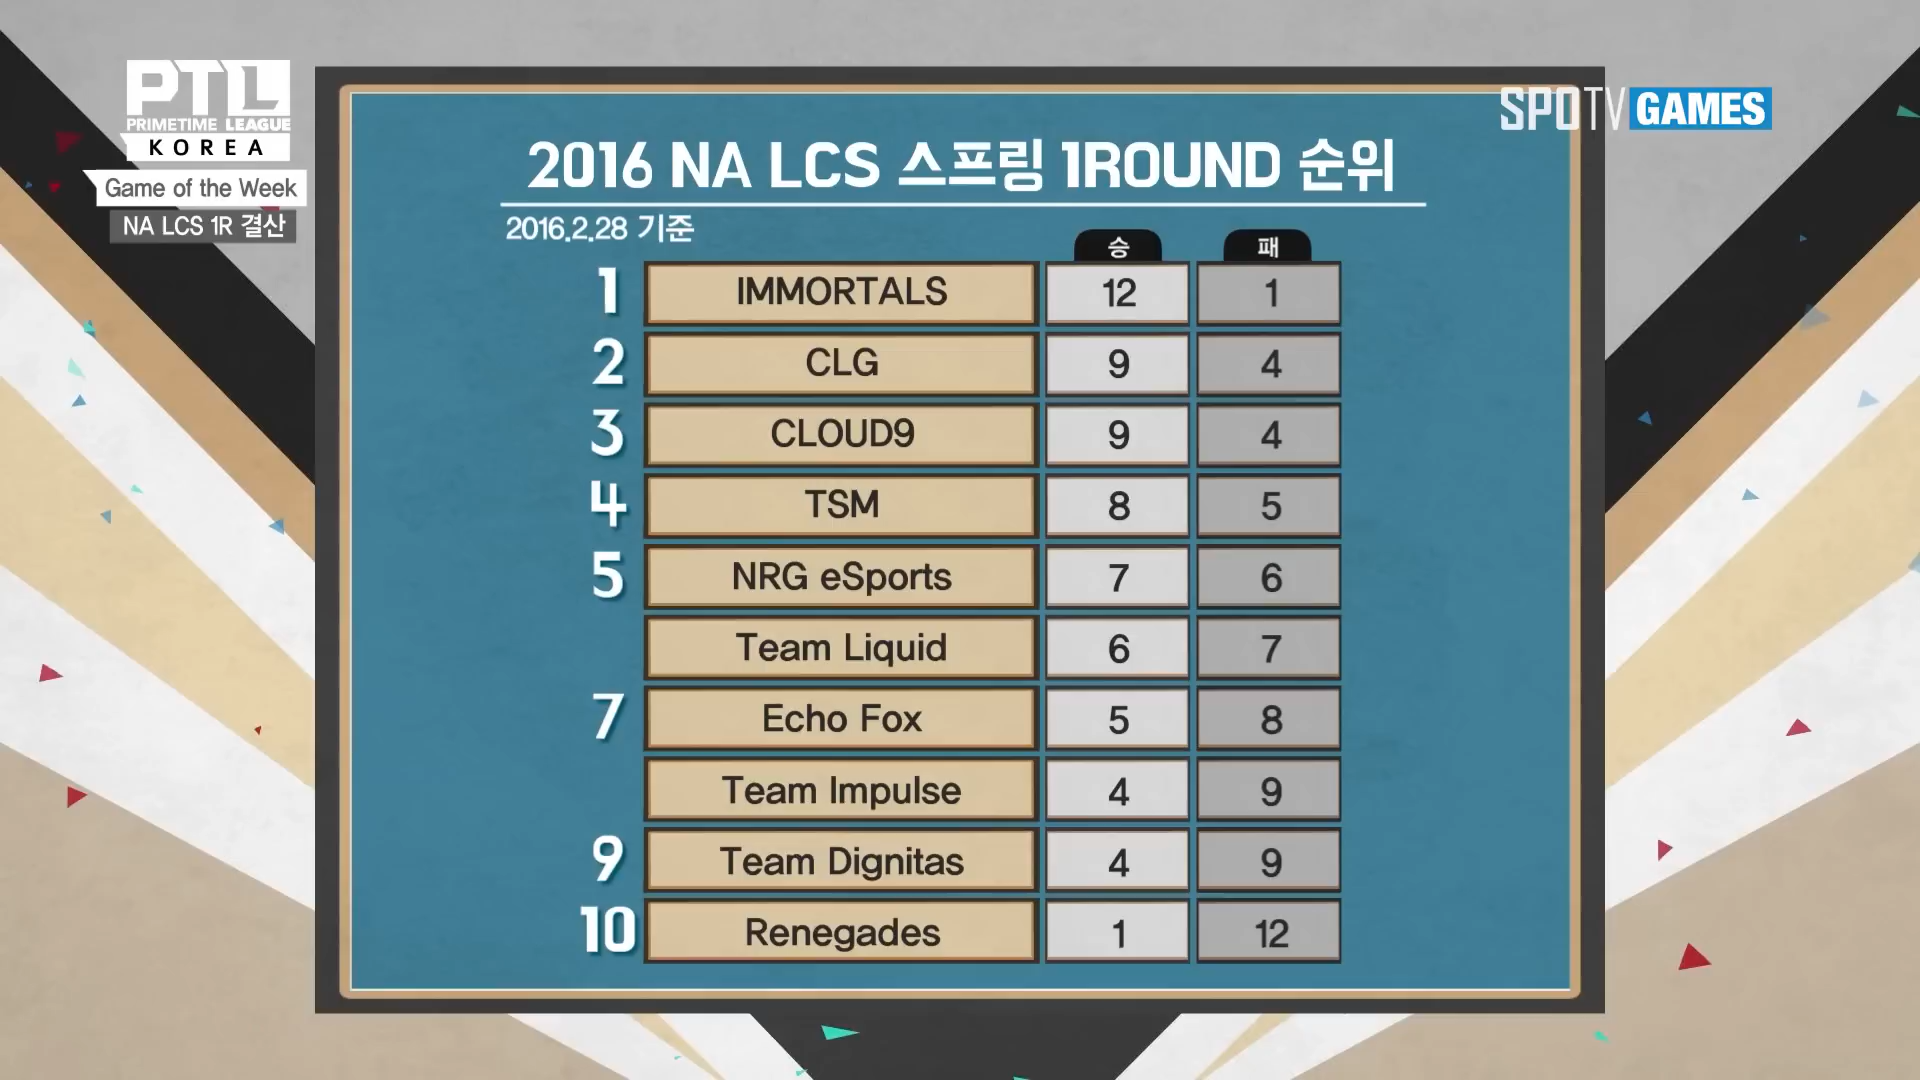 PTL
PRIMETIME LEAGUE
KOREA
Game of the Week
NA LCS 1R 결산
SPOTV GAMES
2016 NA LCS 스프링 1ROUND 순위
2016.2.28 기준
승 패
1 IMMORTALS 12 1
2 CLG 9 4
3 CLOUD9 9 4
4 TSM 8 5
5 NRG eSports 7 6
Team Liquid 6 7
7 Echo Fox 5 8
Team Impulse 4 9
9 Team Dignitas 4 9
10 Renegades 1 12